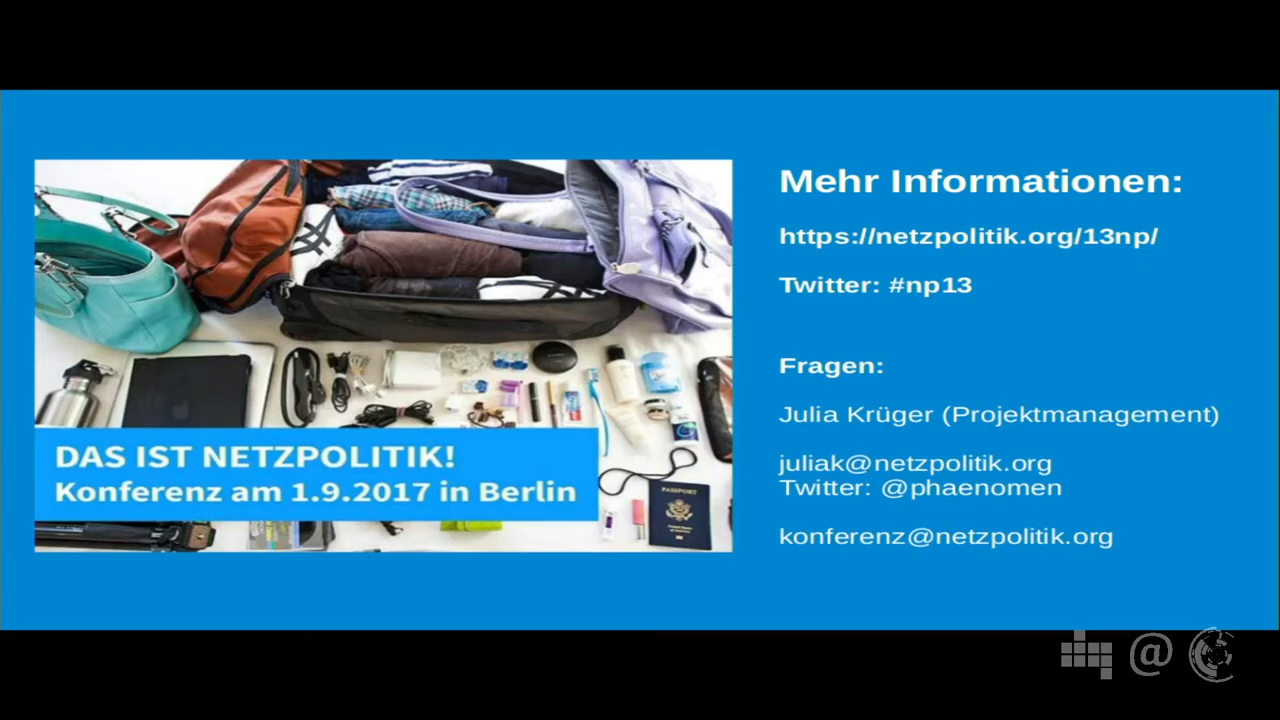 Mehr Informationen:
https://netzpolitik.org/13np/
Twitter: #np13
Fragen:
Julia Krüger (Projektmanagement)
juliak@netzpolitik.org
Twitter: @phaenomen
konferenz@netzpolitik.org
DAS IST NETZPOLITIK!
Konferenz am 1.9.2017 in Berlin
PASSPORT
@